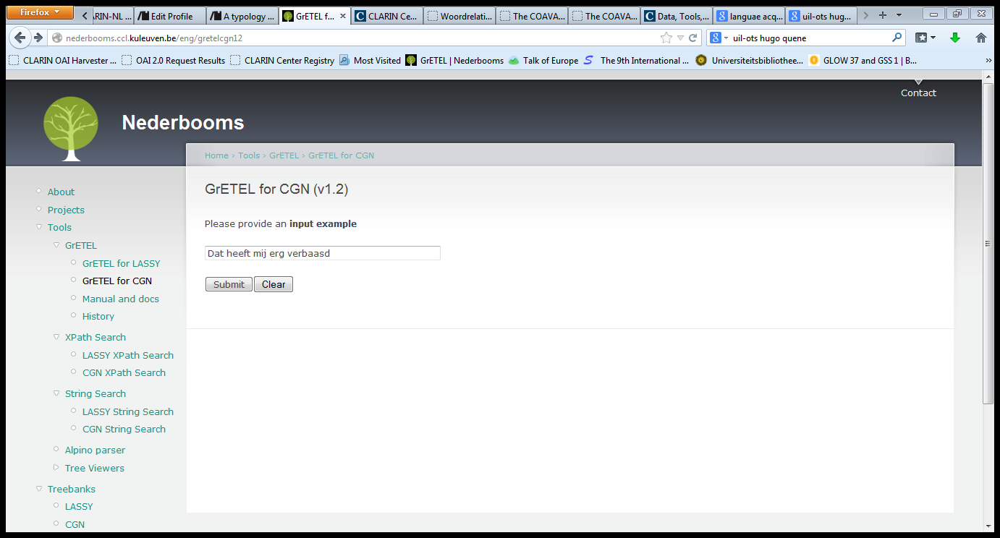 Firefox
ARIN-NL ... Edit Profile A typology ... GrETEL f... CLARIN Ce... Woordrelati... The COAVA... The COAVA... Data, Tools,... languae acq... uil-ots hug...
nederbooms.ccl.kuleuven.be/eng/gretelcgn12 uil-ots hugo quene
CLARIN OAI Harvester ... OAI 2.0 Request Results CLARIN Center Registry Most Visited GrETEL | Nederbooms Talk of Europe The 9th International ... Universiteitsbibliothee... GLOW 37 and GSS 1 | B... »
Contact
Nederbooms
Home › Tools › GrETEL › GrETEL for CGN
GrETEL for CGN (v1.2)
Please provide an input example
Dat heeft mij erg verbaasd
Submit Clear
About
Projects
Tools
GrETEL
GrETEL for LASSY
GrETEL for CGN
Manual and docs
History
XPath Search
LASSY XPath Search
CGN XPath Search
String Search
LASSY String Search
CGN String Search
Alpino parser
Tree Viewers
Treebanks
LASSY
CGN